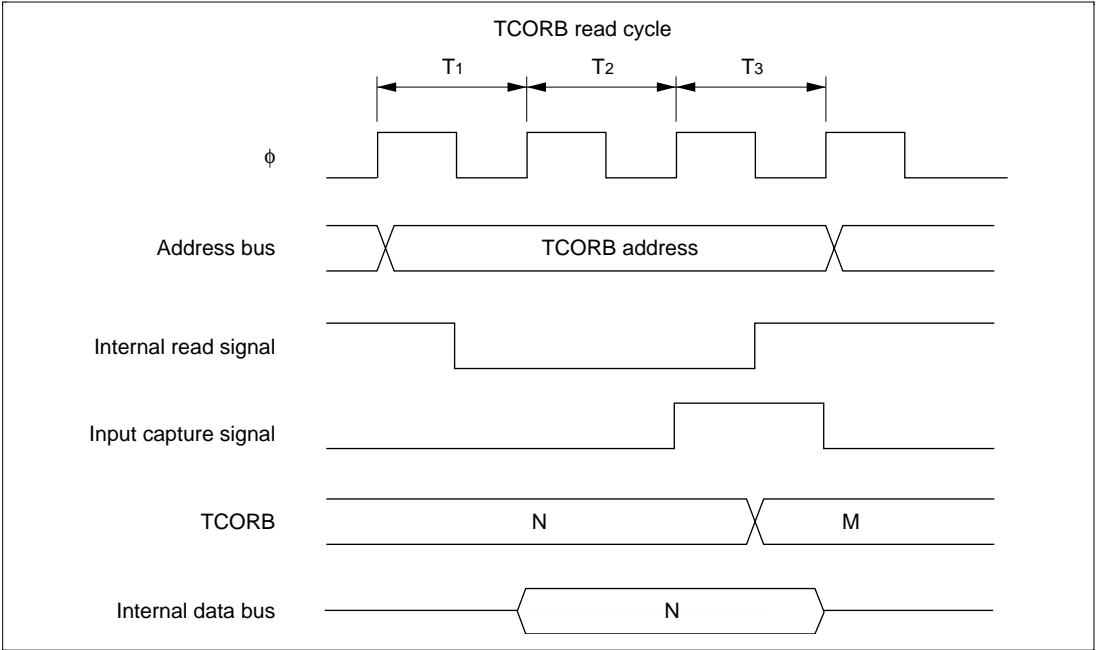 TCORB read cycle
T1 T2 T3
ϕ
Address bus TCORB address
Internal read signal
Input capture signal
TCORB N M
Internal data bus N